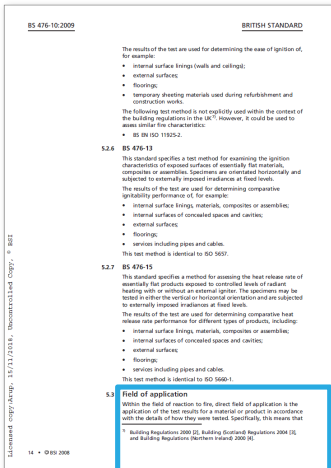 BS 476-10:2009
BRITISH STANDARD
The results of the test are used for determining the ease of ignition of,
for example:
• internal surface linings (walls and ceilings);
• external surfaces;
• floorings;
• temporary sheeting materials used during refurbishment and
construction works.
The following test method is not explicitly used within the context of
the building regulations in the UK ¹⁾. However, it could be used to
assess similar fire characteristics:
• BS EN ISO 11925-2.
5.2.6 BS 476-13
This standard specifies a test method for examining the ignition
characteristics of exposed surfaces of essentially flat materials,
composites or assemblies. Specimens are orientated horizontally and
subjected to externally imposed irradiances at fixed levels.
The results of the test are used for determining comparative
ignitability performance of, for example:
• internal surface linings, materials, composites or assemblies;
• internal surfaces of concealed spaces and cavities;
• external surfaces;
• floorings;
• services including pipes and cables.
This test method is identical to ISO 5657.
5.2.7 BS 476-15
This standard specifies a method for assessing the heat release rate of
essentially flat products exposed to controlled levels of radiant
heating with or without an external igniter. The specimens may be
tested in either the vertical or horizontal orientation and are subjected
to externally imposed irradiances at fixed levels.
The results of the test are used for determining comparative heat
release rate performance for different types of products, including:
• internal surface linings, materials, composites or assemblies;
• internal surfaces of concealed spaces and cavities;
• external surfaces;
• floorings;
• services including pipes and cables.
This test method is identical to ISO 5660-1.
5.3 Field of application
Within the field of reaction to fire, direct field of application is the
application of the test results for a material or product in accordance
with the details of how they were tested. Specifically, this means that
¹⁾ Building Regulations 2000 [2], Building (Scotland) Regulations 2004 [3],
and Building Regulations (Northern Ireland) 2000 [4].
14 • © BSI 2008
Licensed copy:Arup, 15/11/2018, Uncontrolled Copy, © BSI